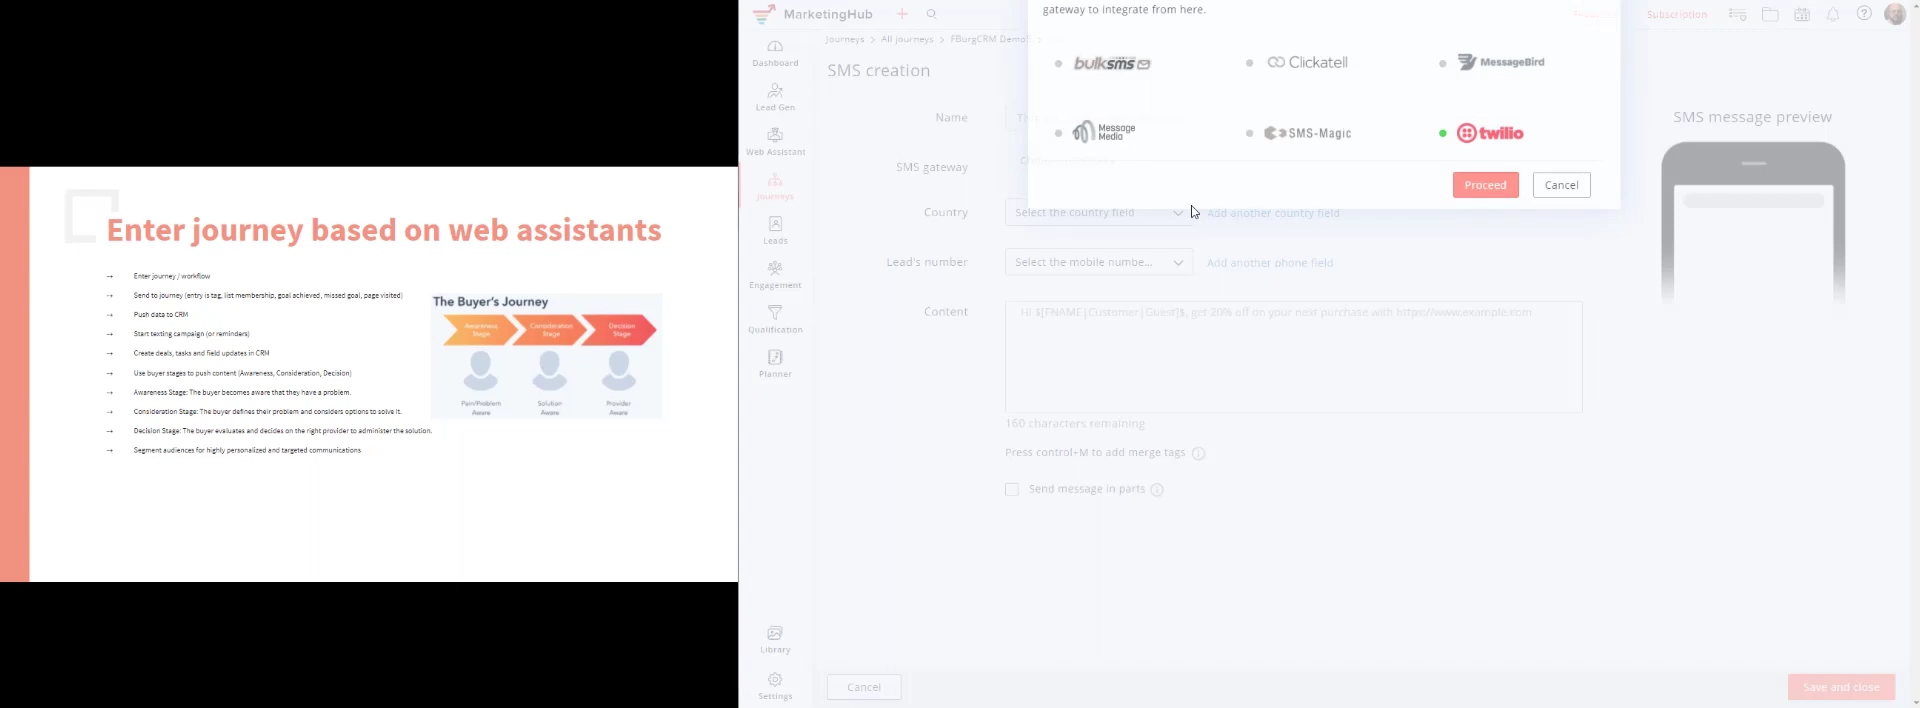 Enter journey based on web assistants
→ Enter journey / workflow
→ Send to journey (entry is tag, list membership, goal achieved, missed goal, page visited)
→ Push data to CRM
→ Start texting campaign (or reminders)
→ Create deals, tasks and field updates in CRM
→ Use buyer stages to push content (Awareness, Consideration, Decision)
→ Awareness Stage: The buyer becomes aware that they have a problem.
→ Consideration Stage: The buyer defines their problem and considers options to solve it.
→ Decision Stage: The buyer evaluates and decides on the right provider to administer the solution.
→ Segment audiences for highly personalized and targeted communications
The Buyer's Journey
Awareness Stage
Consideration Stage
Decision Stage
Pain/Problem Aware
Solution Aware
Provider Aware
MarketingHub
Subscription
Dashboard
Lead Gen
Web Assistant
Journeys
Leads
Engagement
Qualification
Planner
Library
Settings
Journeys > All journeys > FBurgCRM Demo
SMS creation
gateway to integrate from here.
bulksms
Clickatell
MessageBird
Message Media
SMS-Magic
twilio
Proceed
Cancel
Name
SMS gateway
Country
Select the country field
Add another country field
Lead's number
Select the mobile numbe...
Add another phone field
Content
Hi $[FNAME|Customer|Guest]$, get 20% off on your next purchase with https://www.example.com
160 characters remaining
Press control+M to add merge tags
Send message in parts
SMS message preview
Cancel
Save and close